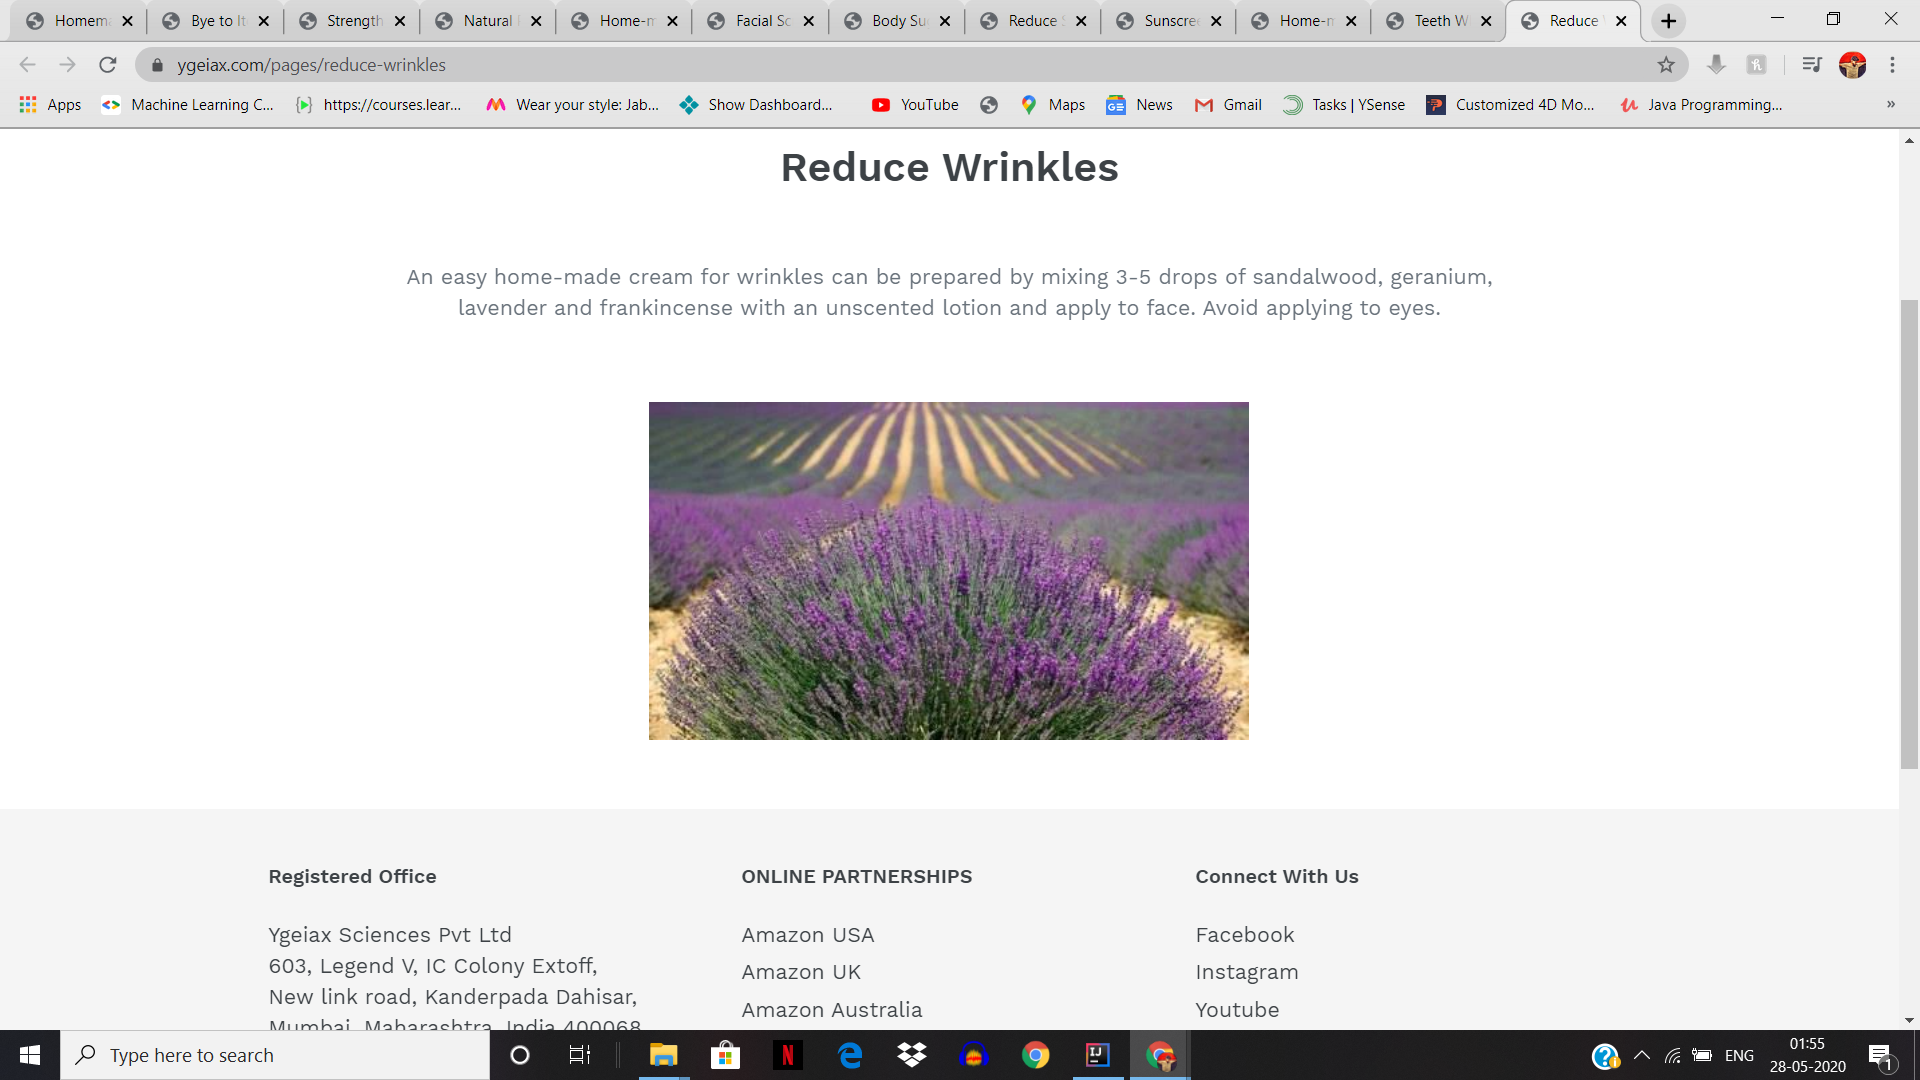 Homem
Bye to It
Strength
Natural
Home-m
Facial Sc
Body Su
Reduce
Sunscree
Home-m
Teeth W
Reduce
ygeiax.com/pages/reduce-wrinkles
Apps
Machine Learning C...
https://courses.lear...
Wear your style: Jab...
Show Dashboard...
YouTube
Maps
News
Gmail
Tasks | YSense
Customized 4D Mo...
Java Programming...
»
Reduce Wrinkles
An easy home-made cream for wrinkles can be prepared by mixing 3-5 drops of sandalwood, geranium,
lavender and frankincense with an unscented lotion and apply to face. Avoid applying to eyes.
Registered Office
Ygeiax Sciences Pvt Ltd
603, Legend V, IC Colony Extoff,
New link road, Kanderpada Dahisar,
Mumbai, Maharashtra, India 400068
ONLINE PARTNERSHIPS
Amazon USA
Amazon UK
Amazon Australia
Connect With Us
Facebook
Instagram
Youtube
Type here to search
ENG
01:55
28-05-2020
1